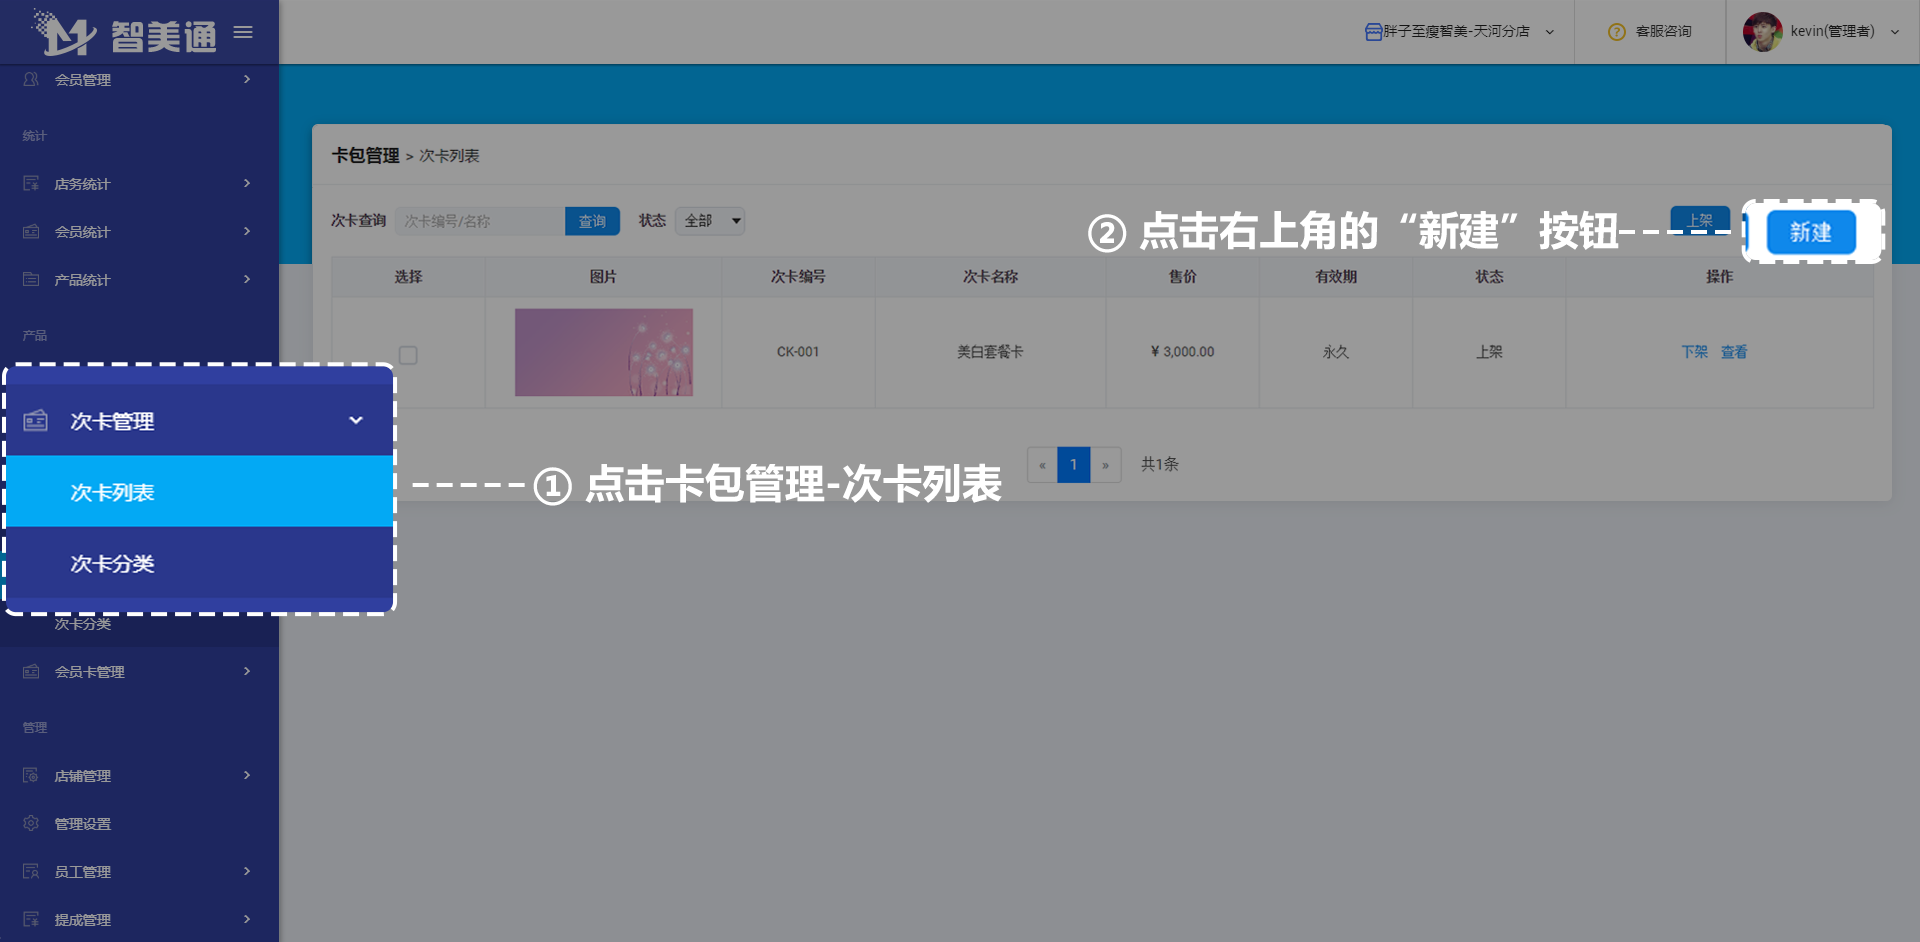 智美通
胖子至瘦智美-天河分店
客服咨询
kevin(管理者)
会员管理
统计
店务统计
会员统计
产品统计
产品
次卡管理
次卡列表
次卡分类
次卡分类
会员卡管理
管理
店铺管理
管理设置
员工管理
提成管理
卡包管理 > 次卡列表
次卡查询 次卡编号/名称 查询 状态 全部 上架 新建
② 点击右上角的“新建”按钮
选择 图片 次卡编号 次卡名称 售价 有效期 状态 操作
CK-001 美白套餐卡 ¥ 3,000.00 永久 上架 下架 查看
« 1 » 共1条
① 点击卡包管理-次卡列表